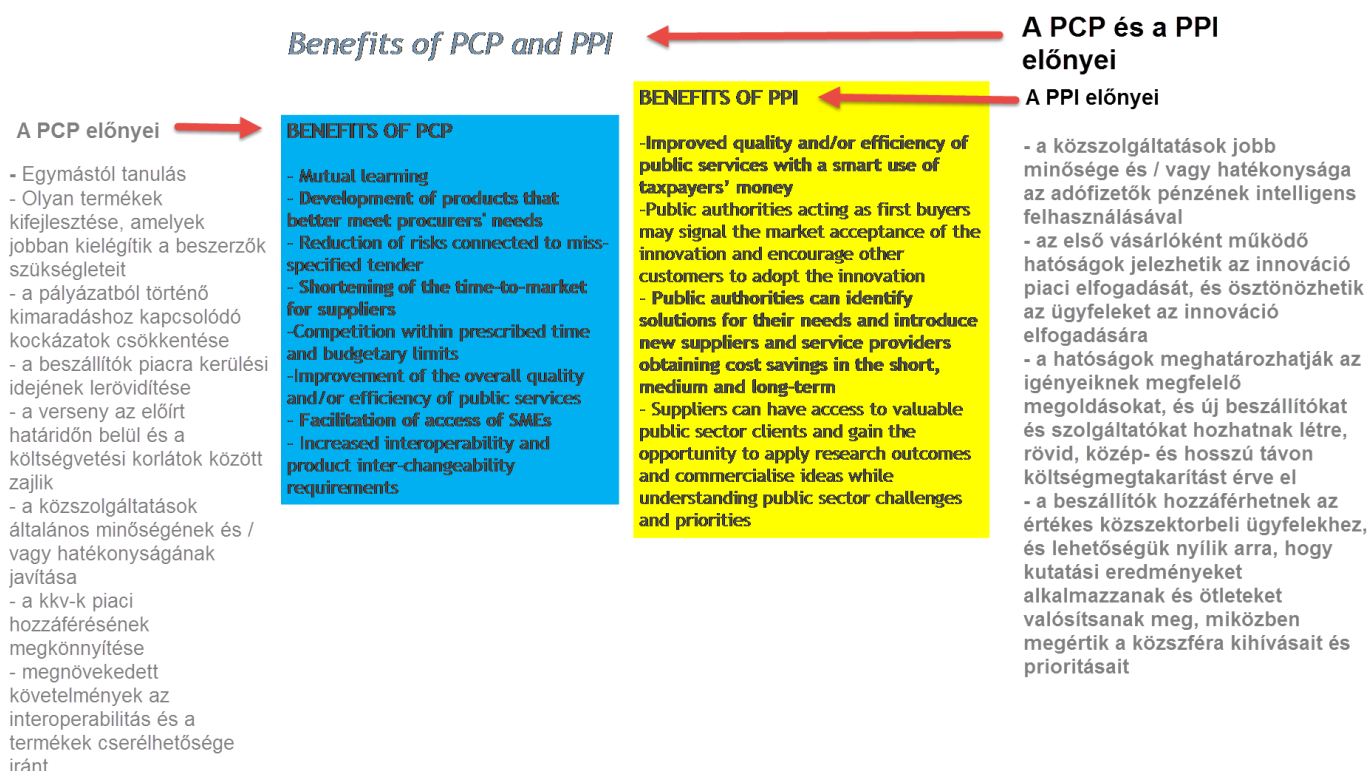 Benefits of PCP and PPI
A PCP és a PPI
előnyei
A PCP előnyei
- Egymástól tanulás
- Olyan termékek
kifejlesztése, amelyek
jobban kielégítik a beszerzők
szükségleteit
- a pályázatból történő
kimaradáshoz kapcsolódó
kockázatok csökkentése
- a beszállítók piacra kerülési
idejének lerövidítése
- a verseny az előírt
határidőn belül és a
költségvetési korlátok között
zajlik
- a közszolgáltatások
általános minőségének és /
vagy hatékonyságának
javítása
- a kkv-k piaci
hozzáférésének
megkönnyítése
- megnövekedett
követelmények az
interoperabilitás és a
termékek cserélhetősége
iránt
BENEFITS OF PCP
- Mutual learning
- Development of products that
better meet procurers' needs
- Reduction of risks connected to miss-
specified tender
- Shortening of the time-to-market
for suppliers
-Competition within prescribed time
and budgetary limits
-Improvement of the overall quality
and/or efficiency of public services
- Facilitation of access of SMEs
- Increased interoperability and
product inter-changeability
requirements
BENEFITS OF PPI
-Improved quality and/or efficiency of
public services with a smart use of
taxpayers' money
-Public authorities acting as first buyers
may signal the market acceptance of the
innovation and encourage other
customers to adopt the innovation
- Public authorities can identify
solutions for their needs and introduce
new suppliers and service providers
obtaining cost savings in the short,
medium and long-term
- Suppliers can have access to valuable
public sector clients and gain the
opportunity to apply research outcomes
and commercialise ideas while
understanding public sector challenges
and priorities
A PPI előnyei
- a közszolgáltatások jobb
minősége és / vagy hatékonysága
az adófizetők pénzének intelligens
felhasználásával
- az első vásárlóként működő
hatóságok jelezhetik az innováció
piaci elfogadását, és ösztönözhetik
az ügyfeleket az innováció
elfogadására
- a hatóságok meghatározhatják az
igényeiknek megfelelő
megoldásokat, és új beszállítókat
és szolgáltatókat hozhatnak létre,
rövid, közép- és hosszú távon
költségmegtakarítást érve el
- a beszállítók hozzáférhetnek az
értékes közszektorbeli ügyfelekhez,
és lehetőségük nyílik arra, hogy
kutatási eredményeket
alkalmazzanak és ötleteket
valósítsanak meg, miközben
megértik a közszféra kihívásait és
prioritásait